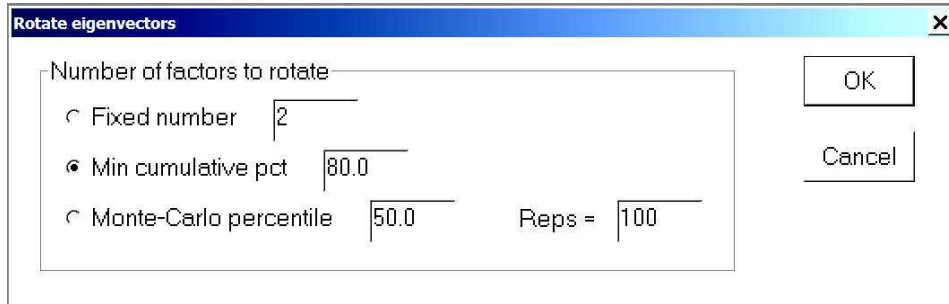 Rotate eigenvectors
Number of factors to rotate
OK
Fixed number 2
Min cumulative pct 80.0
Cancel
Monte-Carlo percentile 50.0 Reps = 100